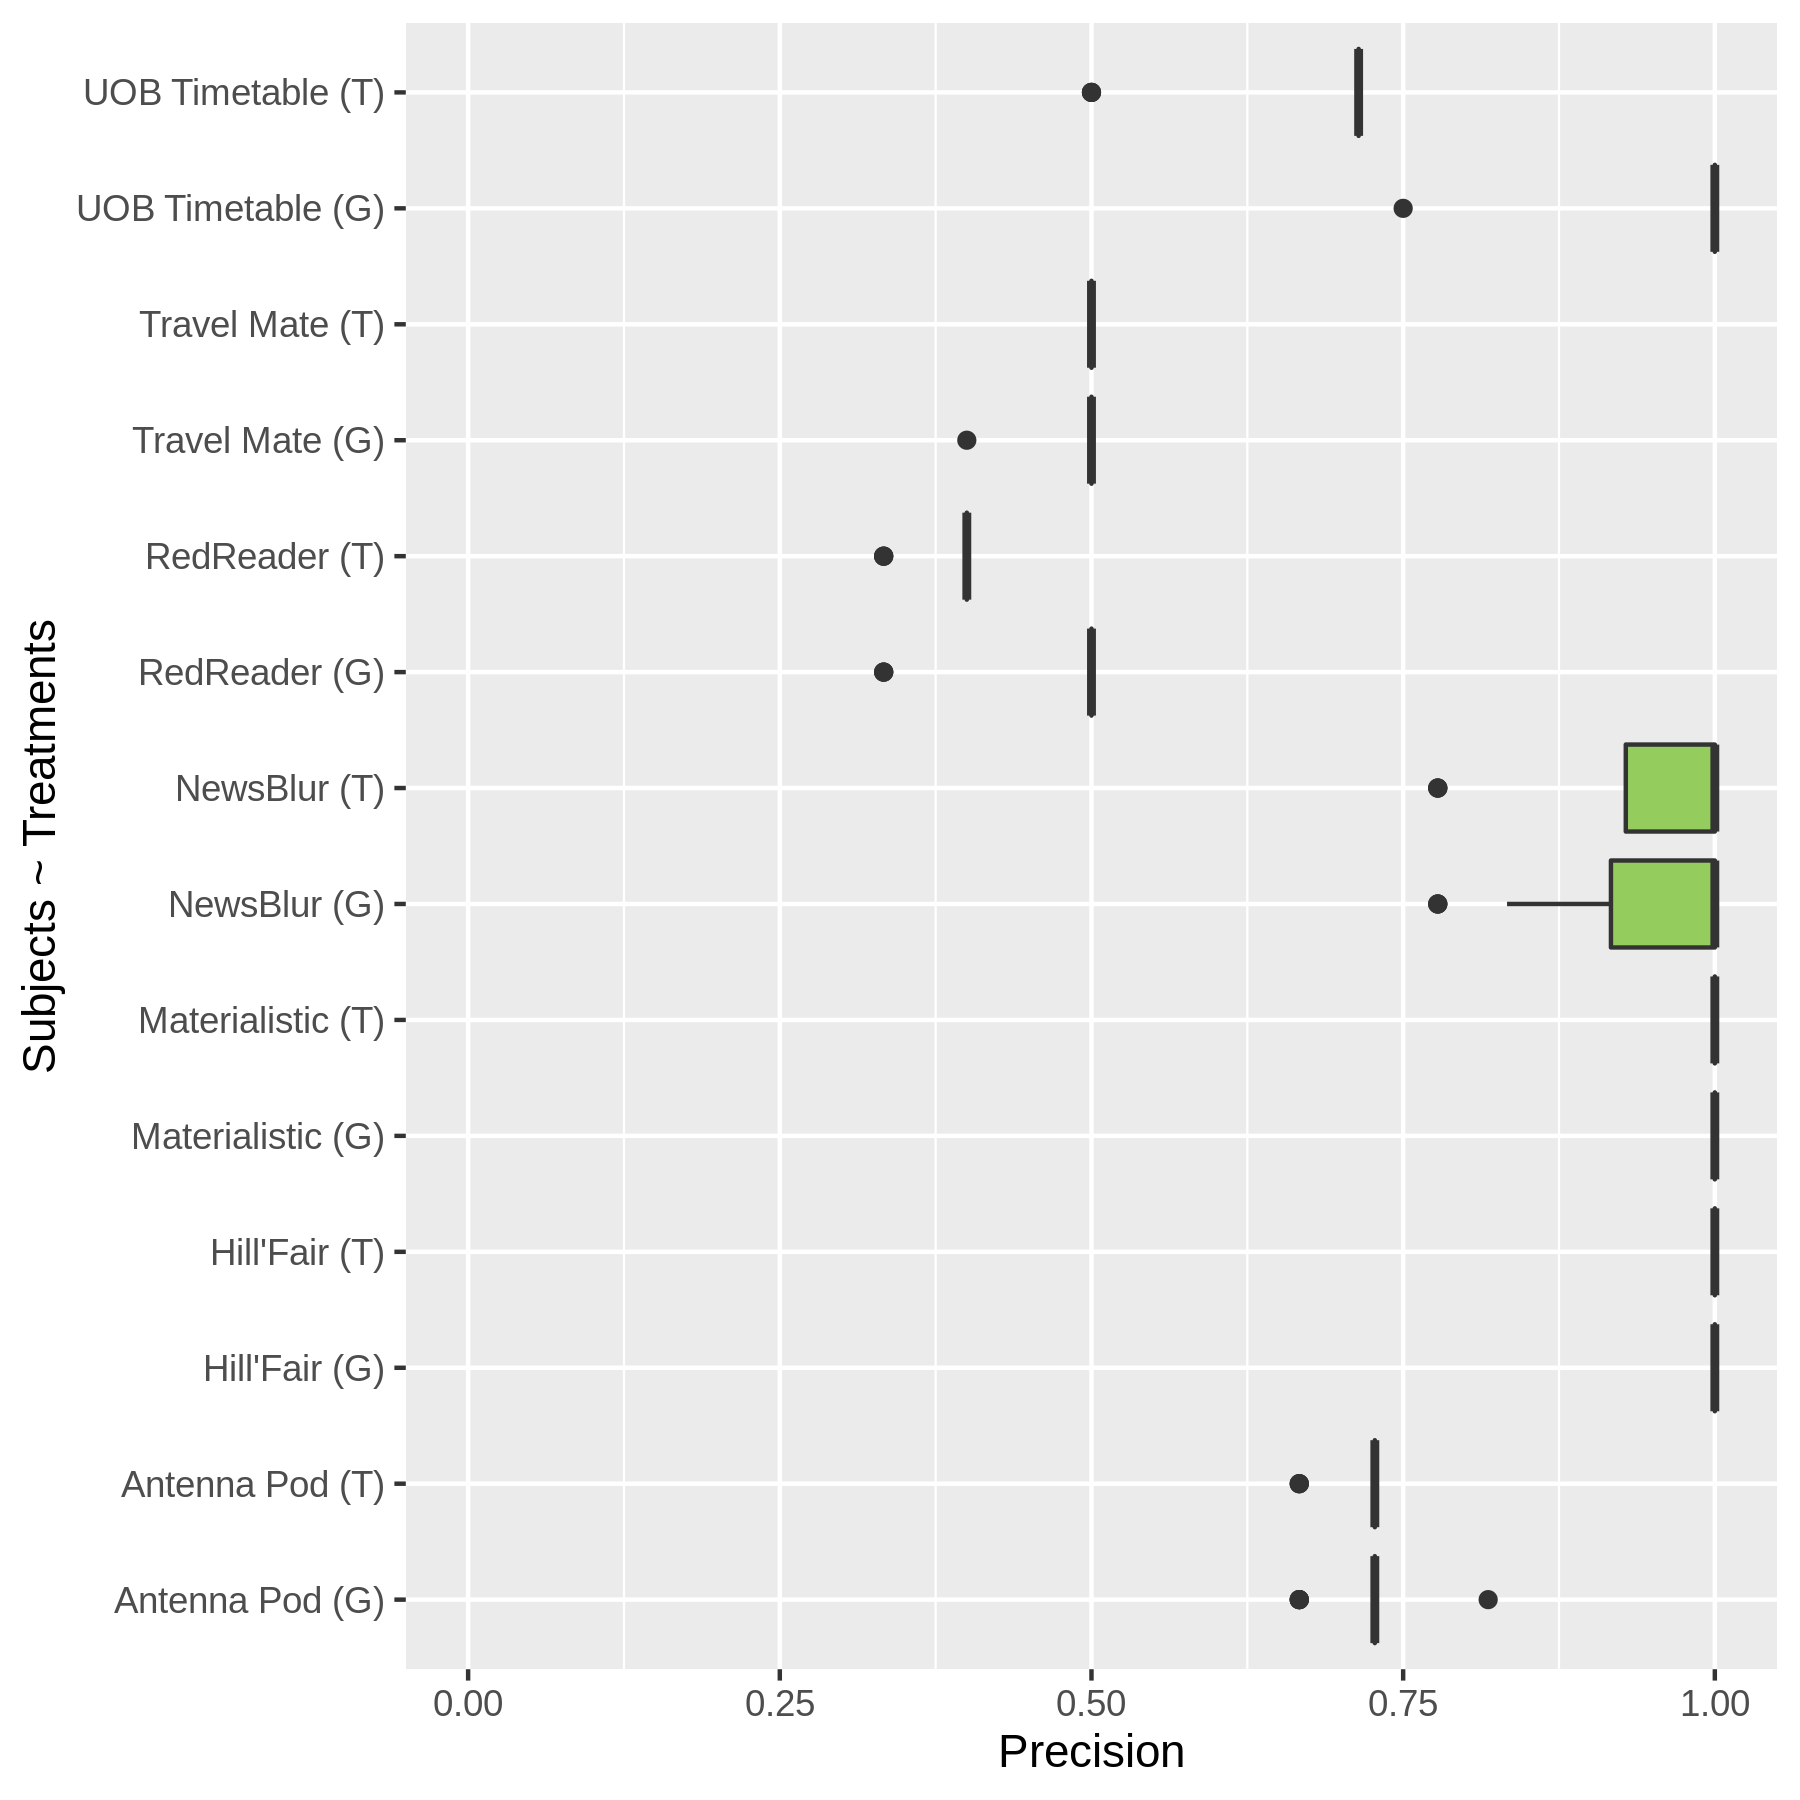 Subjects ~ Treatments
UOB Timetable (T)
UOB Timetable (G)
Travel Mate (T)
Travel Mate (G)
RedReader (T)
RedReader (G)
NewsBlur (T)
NewsBlur (G)
Materialistic (T)
Materialistic (G)
Hill'Fair (T)
Hill'Fair (G)
Antenna Pod (T)
Antenna Pod (G)
0.00 0.25 0.50 0.75 1.00
Precision